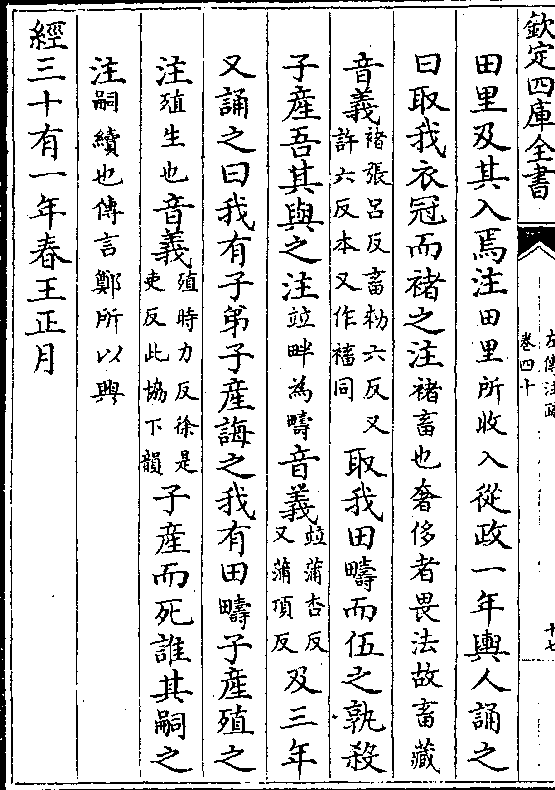 欽定四庫全書
卷四十
十七
田里及其入焉注田里所收入從政一年輿人誦之
曰取我衣冠而褚之注褚畜也奢侈者畏法故畜藏
音義褚張呂反畜勑六反又許六反本又作穡同取我田疇而伍之孰殺
子產吾其與之注竝畔為疇音義竝蒲杏反又蒲頂反及三年
又誦之曰我有子弟子產誨之我有田疇子產殖之
注殖生也音義殖時力反徐是吏反此協下韻子產而死誰其嗣之
注嗣續也傳言鄭所以興
經三十有一年春王正月